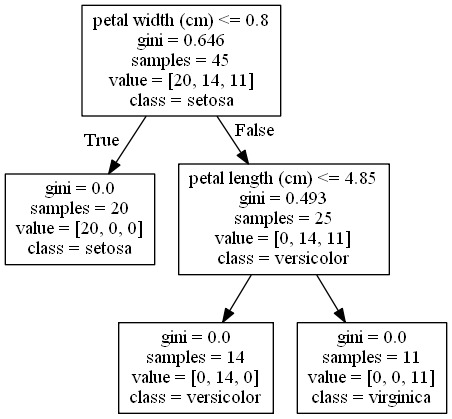 petal width (cm) <= 0.8
gini = 0.646
samples = 45
value = [20, 14, 11]
class = setosa
True
False
gini = 0.0
samples = 20
value = [20, 0, 0]
class = setosa
petal length (cm) <= 4.85
gini = 0.493
samples = 25
value = [0, 14, 11]
class = versicolor
gini = 0.0
samples = 14
value = [0, 14, 0]
class = versicolor
gini = 0.0
samples = 11
value = [0, 0, 11]
class = virginica